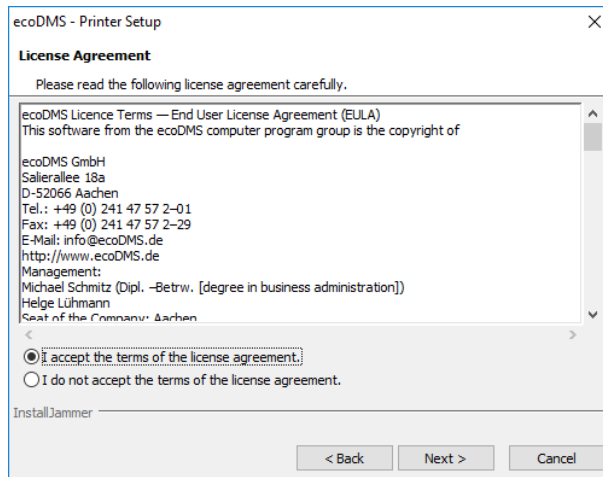 ecoDMS - Printer Setup
License Agreement
Please read the following license agreement carefully.
ecoDMS Licence Terms — End User License Agreement (EULA)
This software from the ecoDMS computer program group is the copyright of
ecoDMS GmbH
Salierallee 18a
D-52066 Aachen
Tel.: +49 (0) 241 47 57 2–01
Fax: +49 (0) 241 47 57 2–29
E-Mail: info@ecoDMS.de
http://www.ecoDMS.de
Management:
Michael Schmitz (Dipl. –Betrw. [degree in business administration])
Helge Lühmann
Seat of the Company: Aachen
I accept the terms of the license agreement.
I do not accept the terms of the license agreement.
InstallJammer
< Back Next > Cancel